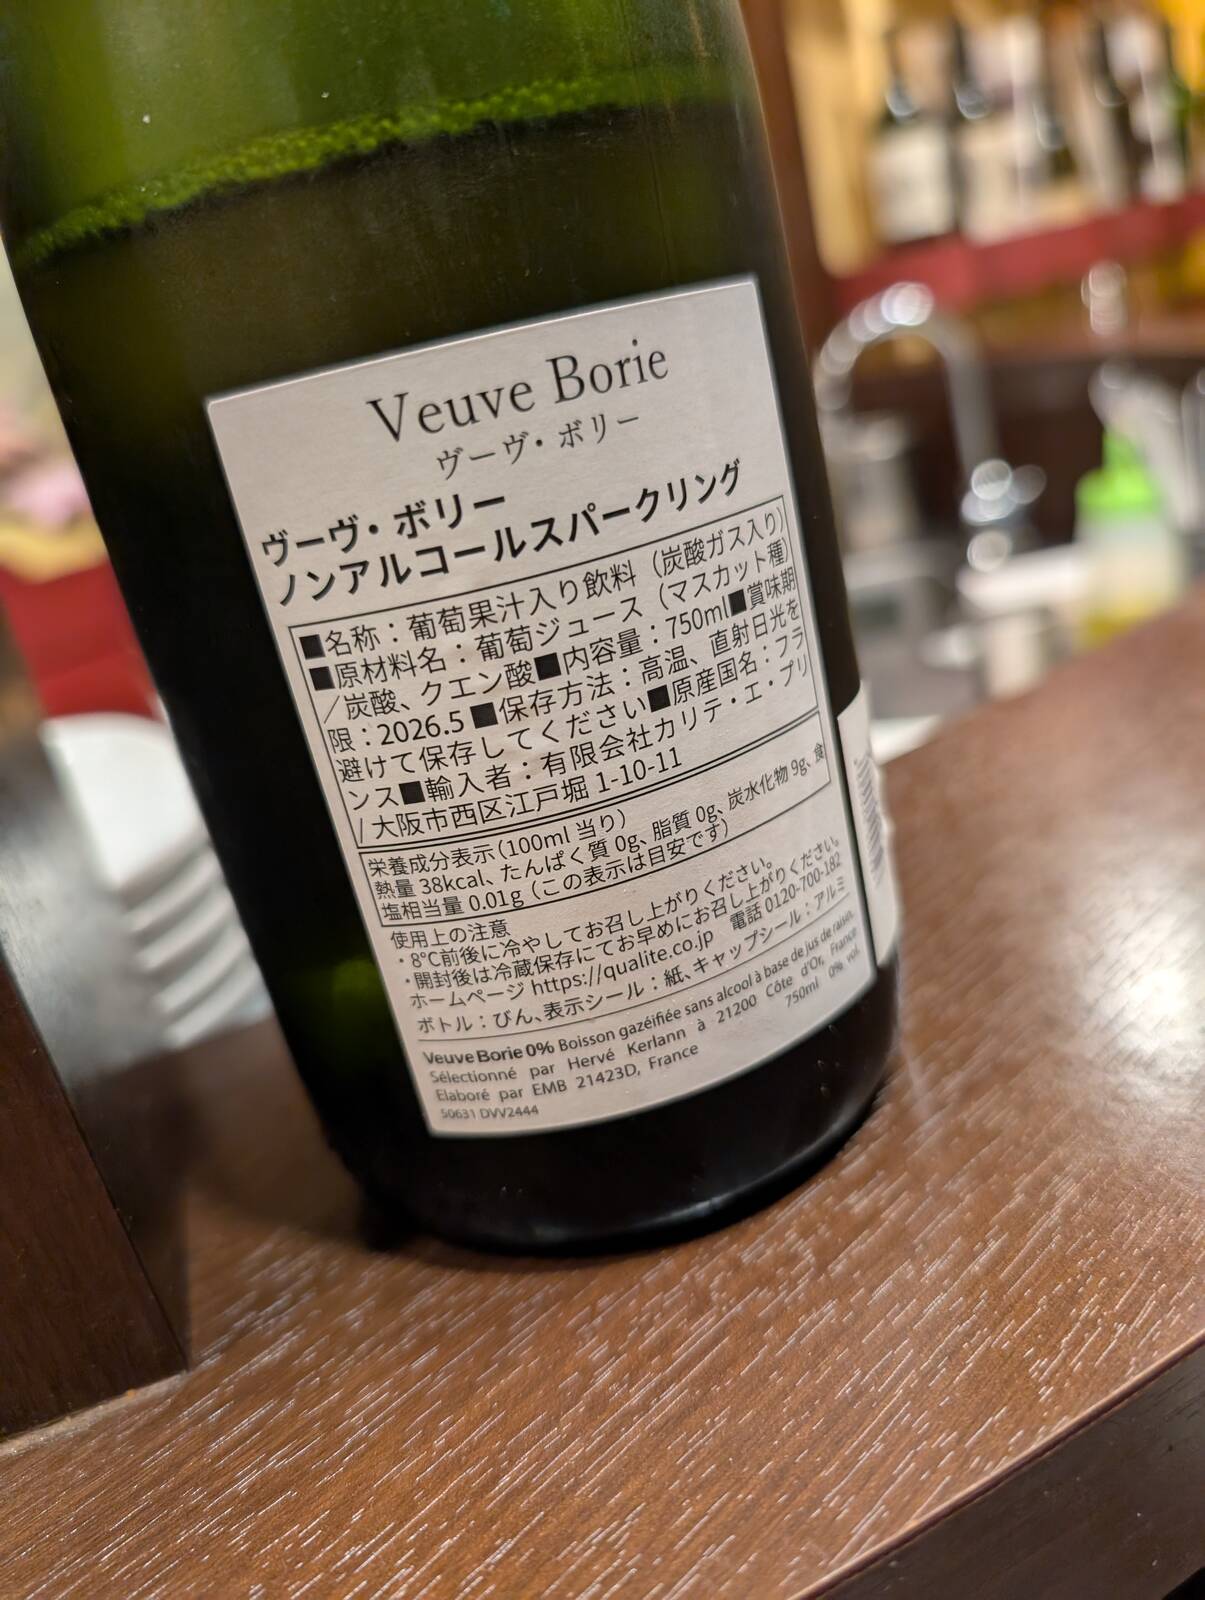 Veuve Borie
ヴーヴ・ボリー
ヴーヴ・ボリー
ノンアルコールスパークリング
■名称：葡萄果汁入り飲料（炭酸ガス入り）
■原材料名：葡萄ジュース（マスカット種）
/炭酸、クエン酸■内容量：750ml■賞味期
限：2026.5 ■保存方法：高温、直射日光を
避けて保存してください■原産国名：フラ
ンス■輸入者：有限会社カリテ・エ・プリ
/大阪市西区江戸堀 1-10-11
栄養成分表示（100ml 当り）
熱量 38kcal、たんぱく質 0g、脂質 0g、炭水化物 9g、食
塩相当量 0.01g（この表示は目安です）
使用上の注意
・8℃前後に冷やしてお召し上がりください。
・開封後は冷蔵保存にてお早めにお召し上がりください。
ホームページ https://qualite.co.jp 電話 0120-700-182
ボトル：びん、表示シール：紙、キャップシール：アルミ
Veuve Borie 0% Boisson gazéifiée sans alcool à base de jus de raisin.
Sélectionné par Hervé Kerlann à 21200 Côte d'Or, France
Elaboré par EMB 21423D, France 750ml 0% vol.
50631 DVV2444